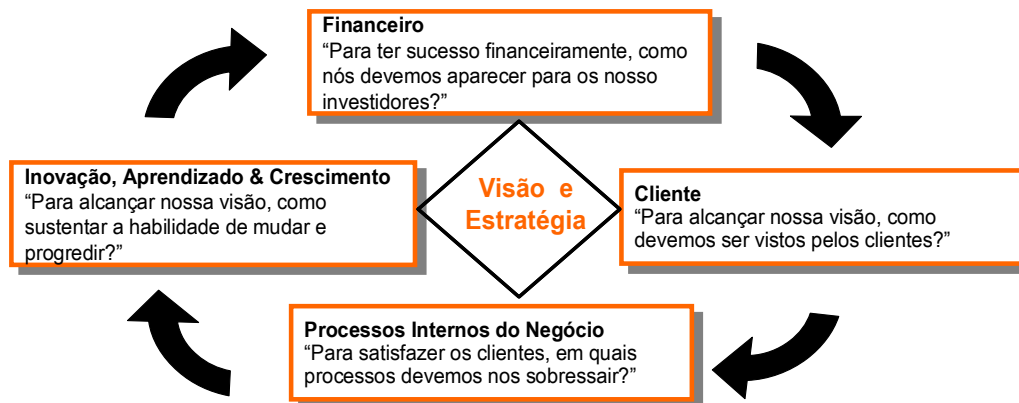 Financeiro
“Para ter sucesso financeiramente, como
nós devemos aparecer para os nosso
investidores?”
Inovação, Aprendizado & Crescimento
“Para alcançar nossa visão, como
sustentar a habilidade de mudar e
progredir?”
Visão e
Estratégia
Cliente
“Para alcançar nossa visão, como
devemos ser vistos pelos clientes?”
Processos Internos do Negócio
“Para satisfazer os clientes, em quais
processos devemos nos sobressair?”